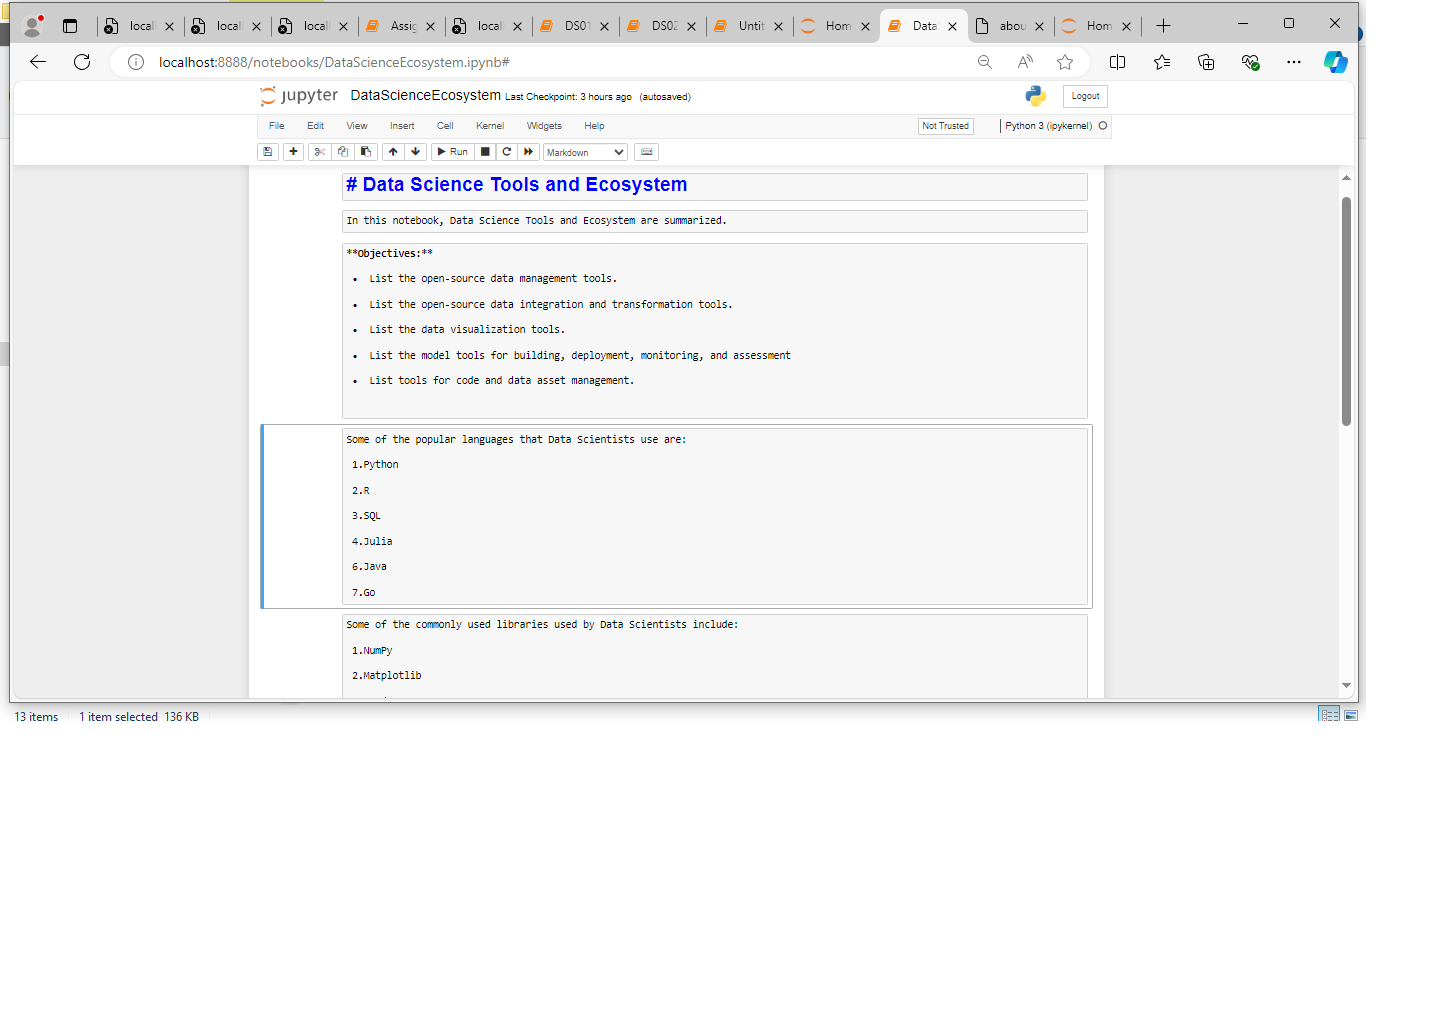 locali
locali
locali
Assig
locali
DS01
DS02
Untit
Hom
Data
abou
Hom
localhost:8888/notebooks/DataScienceEcosystem.ipynb#
jupyter DataScienceEcosystem Last Checkpoint: 3 hours ago (autosaved)
Logout
File Edit View Insert Cell Kernel Widgets Help
Not Trusted
Python 3 (ipykernel)
Run
Markdown
# Data Science Tools and Ecosystem
In this notebook, Data Science Tools and Ecosystem are summarized.
**Objectives:**
• List the open-source data management tools.
• List the open-source data integration and transformation tools.
• List the data visualization tools.
• List the model tools for building, deployment, monitoring, and assessment
• List tools for code and data asset management.
Some of the popular languages that Data Scientists use are:
1.Python
2.R
3.SQL
4.Julia
6.Java
7.Go
Some of the commonly used libraries used by Data Scientists include:
1.NumPy
2.Matplotlib
13 items 1 item selected 136 KB